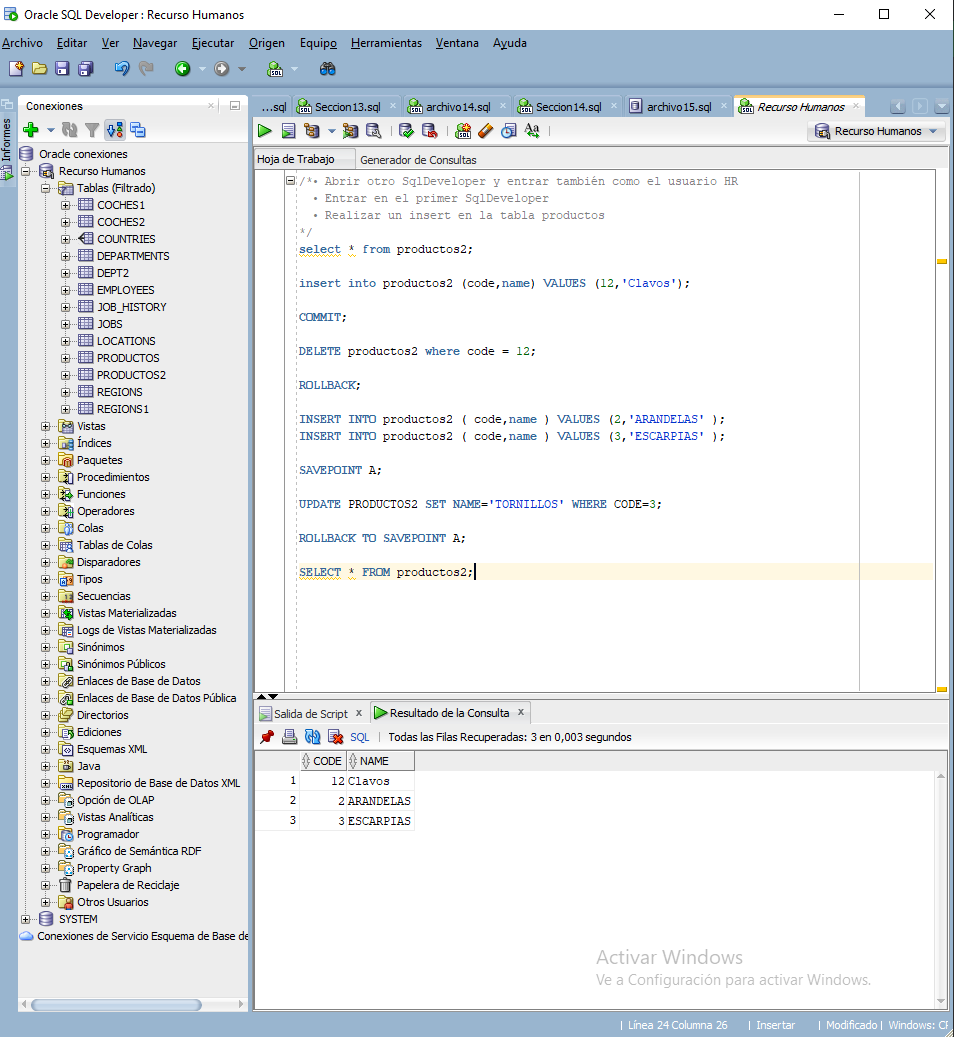 Oracle SQL Developer : Recurso Humanos
Archivo Editar Ver Navegar Ejecutar Origen Equipo Herramientas Ventana Ayuda
Informes
Conexiones
Oracle conexiones
Recurso Humanos
Tablas (Filtrado)
COCHES1
COCHES2
COUNTRIES
DEPARTMENTS
DEPT2
EMPLOYEES
JOB_HISTORY
JOBS
LOCATIONS
PRODUCTOS
PRODUCTOS2
REGIONS
REGIONS1
Vistas
Índices
Paquetes
Procedimientos
Funciones
Operadores
Colas
Tablas de Colas
Disparadores
Tipos
Secuencias
Vistas Materializadas
Logs de Vistas Materializadas
Sinónimos
Sinónimos Públicos
Enlaces de Base de Datos
Enlaces de Base de Datos Pública
Directorios
Ediciones
Esquemas XML
Java
Repositorio de Base de Datos XML
Opción de OLAP
Vistas Analíticas
Programador
Gráfico de Semántica RDF
Property Graph
Papelera de Reciclaje
Otros Usuarios
SYSTEM
Conexiones de Servicio Esquema de Base de
...sql Seccion13.sql archivo14.sql Seccion14.sql archivo15.sql Recurso Humanos
Recurso Humanos
Hoja de Trabajo Generador de Consultas
/*• Abrir otro SqlDeveloper y entrar también como el usuario HR
• Entrar en el primer SqlDeveloper
• Realizar un insert en la tabla productos
*/
select * from productos2;
insert into productos2 (code,name) VALUES (12,'Clavos');
COMMIT;
DELETE productos2 where code = 12;
ROLLBACK;
INSERT INTO productos2 ( code,name ) VALUES (2,'ARANDELAS' );
INSERT INTO productos2 ( code,name ) VALUES (3,'ESCARPIAS' );
SAVEPOINT A;
UPDATE PRODUCTOS2 SET NAME='TORNILLOS' WHERE CODE=3;
ROLLBACK TO SAVEPOINT A;
SELECT * FROM productos2;
Salida de Script x Resultado de la Consulta x
SQL | Todas las Filas Recuperadas: 3 en 0,003 segundos
CODE NAME
1 12 Clavos
2 2 ARANDELAS
3 3 ESCARPIAS
Activar Windows
Ve a Configuración para activar Windows.
| Línea 24 Columna 26 | Insertar | Modificado | Windows: CF